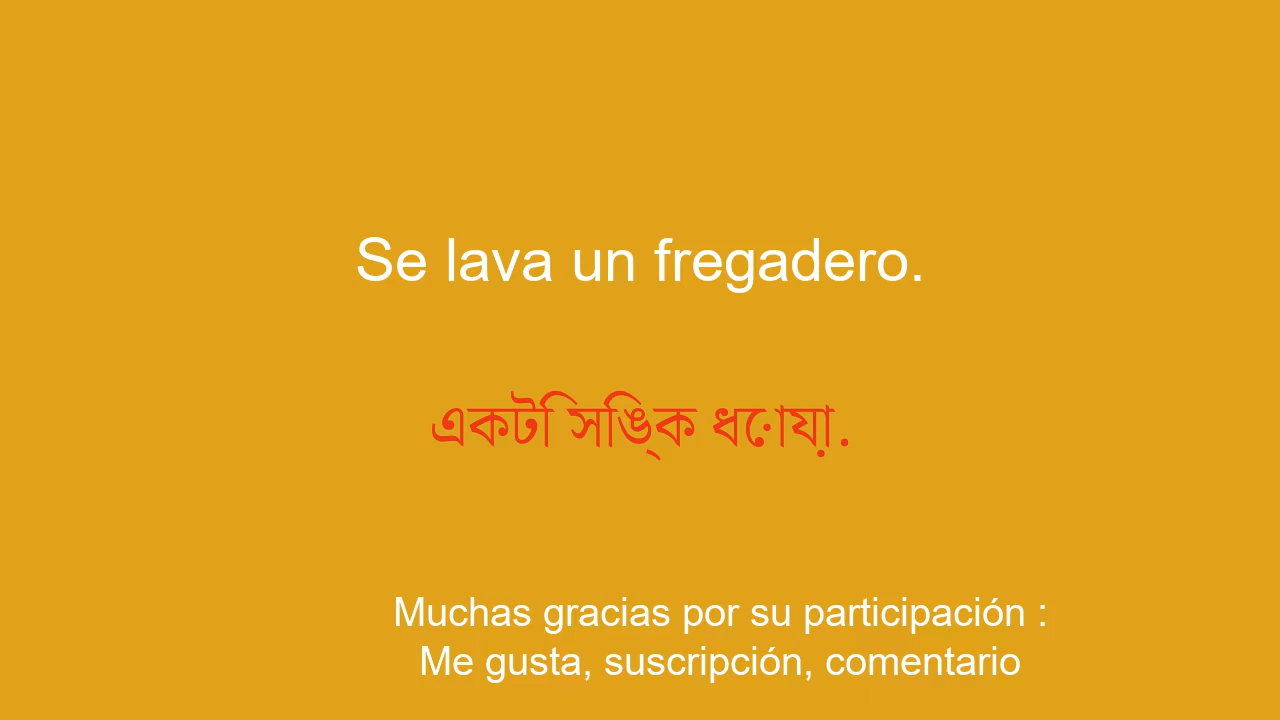 Se lava un fregadero.
একটি সিঙ্ক ধোয়া.
Muchas gracias por su participación :
Me gusta, suscripción, comentario